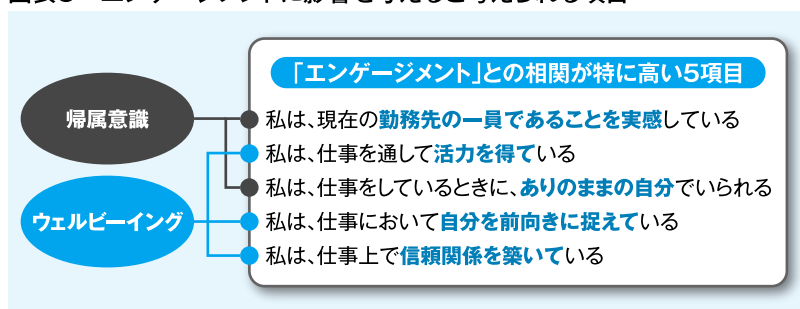 「エンゲージメント」との相関が特に高い5項目
帰属意識
私は、現在の勤務先の一員であることを実感している
私は、仕事を通して活力を得ている
私は、仕事をしているときに、ありのままの自分でいられる
ウェルビーイング
私は、仕事において自分を前向きに捉えている
私は、仕事上で信頼関係を築いている